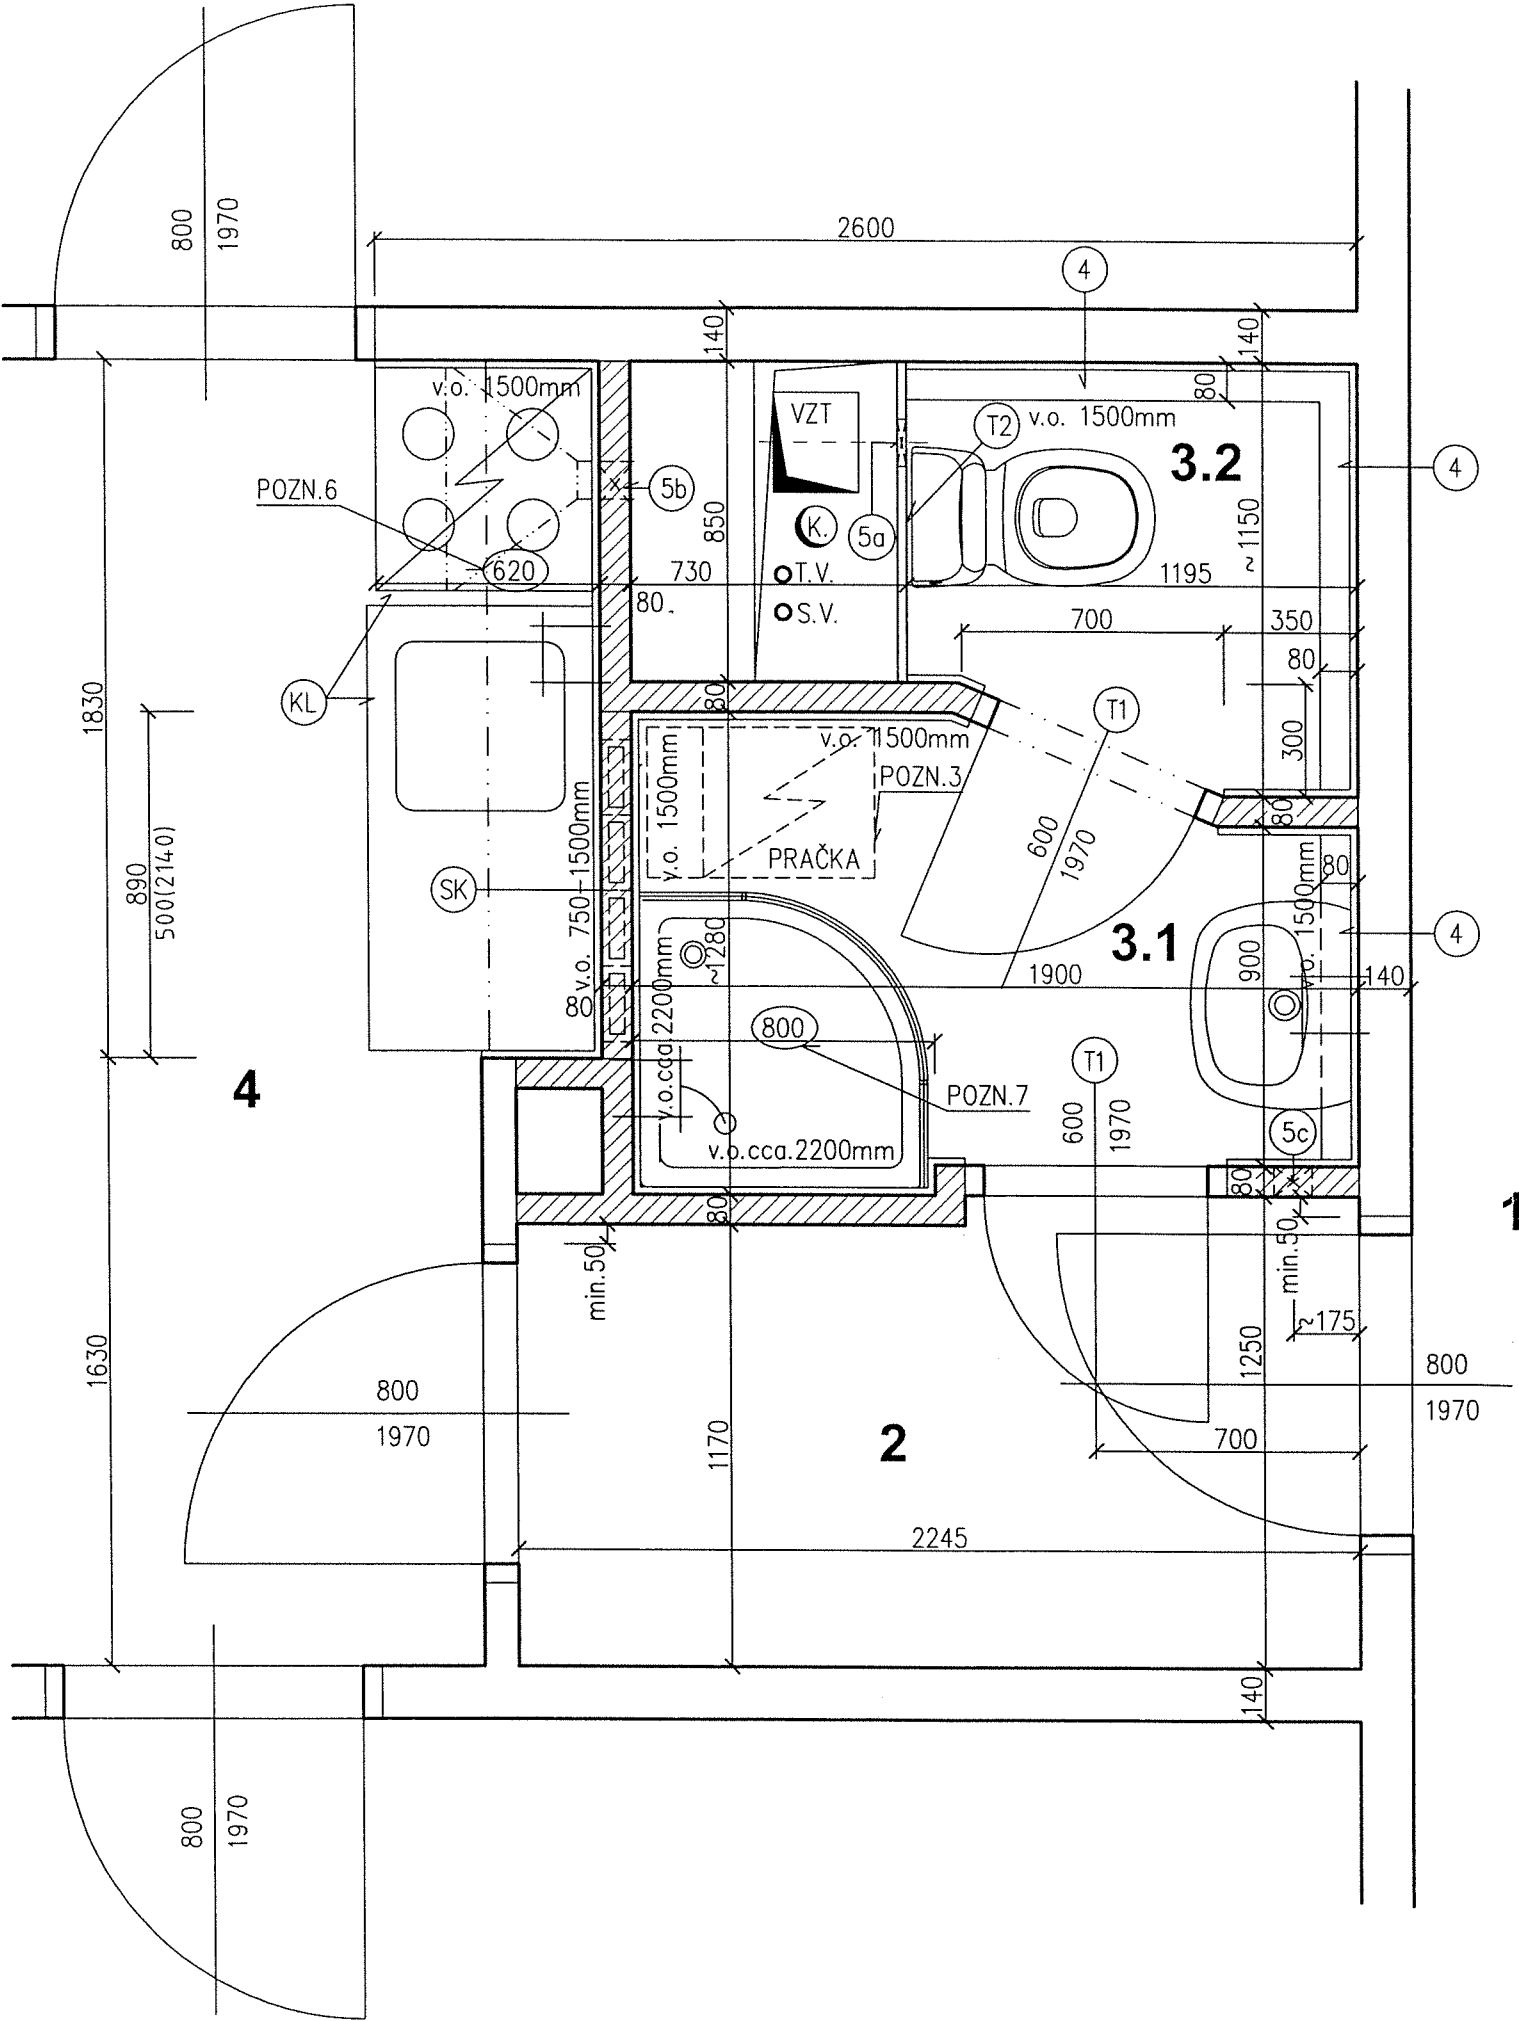 800
1970
2600
4
140
140
v.o. 1500mm
VZT
80
T2
v.o. 1500mm
3.2
4
POZN.6
5b
850
K.
5a
~1150
620
730
T.V.
1195
80
S.V.
700
350
80
KL
1830
80
T1
300
v.o. 1500mm
v.o. 1500mm
POZN.3
80
600
1970
PRAČKA
v.o. 1500mm
80
890
500(2140)
SK
v.o. 750-1500mm
~1280
3.1
4
900
1900
140
80
v.o.cca.2200mm
800
T1
4
POZN.7
600
1970
5c
v.o.cca.2200mm
80
80
1
min.50
min.50
~175
1630
1250
800
1970
800
1970
1170
2
700
2245
140
800
1970